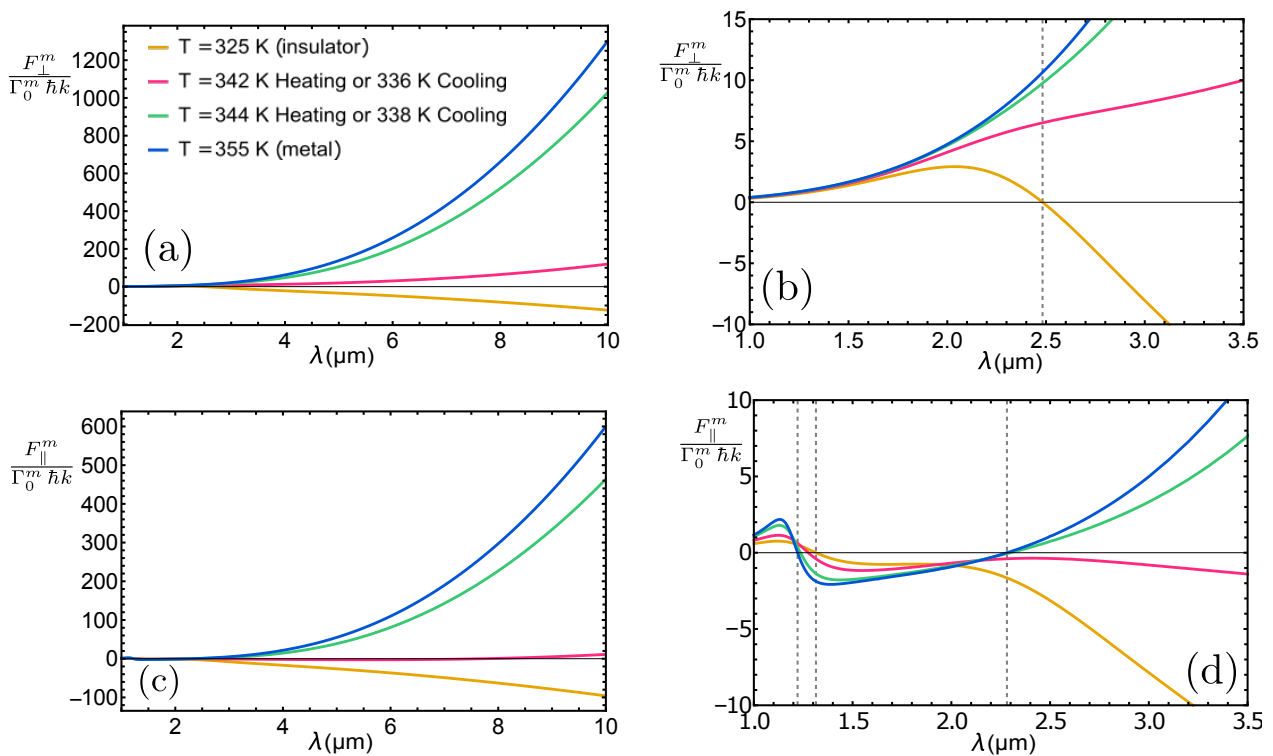 F⊥^m / Γ0^m ħk
1200
1000
800
600
400
200
0
−200
T = 325 K (insulator)
T = 342 K Heating or 336 K Cooling
T = 344 K Heating or 338 K Cooling
T = 355 K (metal)
(a)
2 4 6 8 10
λ(μm)
F⊥^m / Γ0^m ħk
15
10
5
0
−5
−10
(b)
1.0 1.5 2.0 2.5 3.0 3.5
λ(μm)
F∥^m / Γ0^m ħk
600
500
400
300
200
100
0
−100
(c)
2 4 6 8 10
λ(μm)
F∥^m / Γ0^m ħk
10
5
0
−5
−10
(d)
1.0 1.5 2.0 2.5 3.0 3.5
λ(μm)